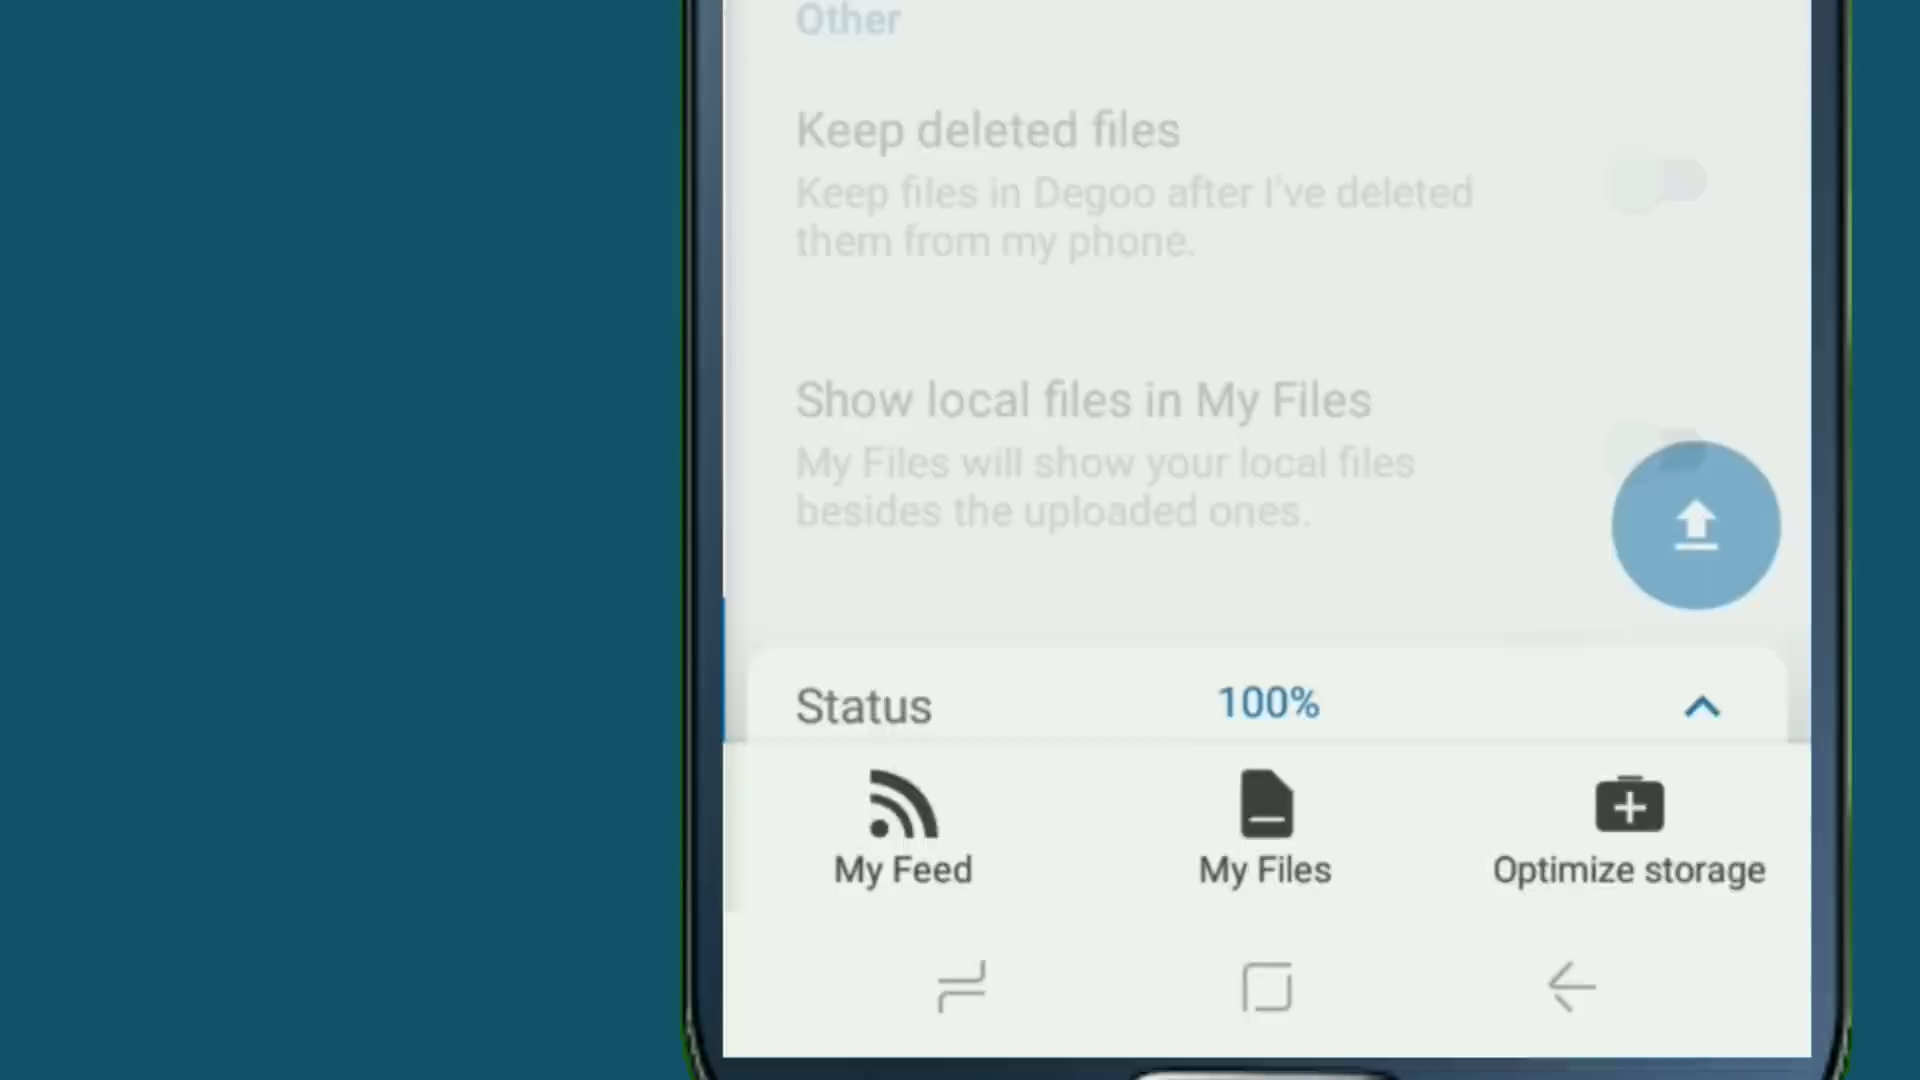 Other
Keep deleted files
Keep files in Degoo after I've deleted
them from my phone.
Show local files in My Files
My Files will show your local files
besides the uploaded ones.
Status 100%
My Feed My Files Optimize storage